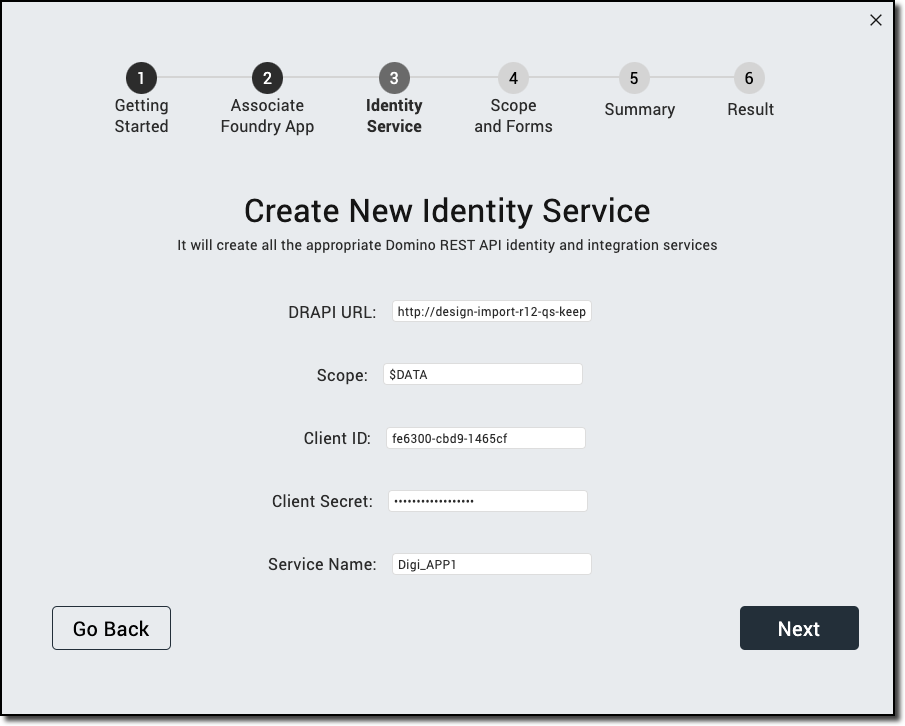 1 2 3 4 5 6
Getting Associate Identity Scope Summary Result
Started Foundry App Service and Forms
Create New Identity Service
It will create all the appropriate Domino REST API identity and integration services
DRAPI URL: http://design-import-r12-qs-keep
Scope: $DATA
Client ID: fe6300-cbd9-1465cf
Client Secret: ••••••••••••••••••
Service Name: Digi_APP1
Go Back Next